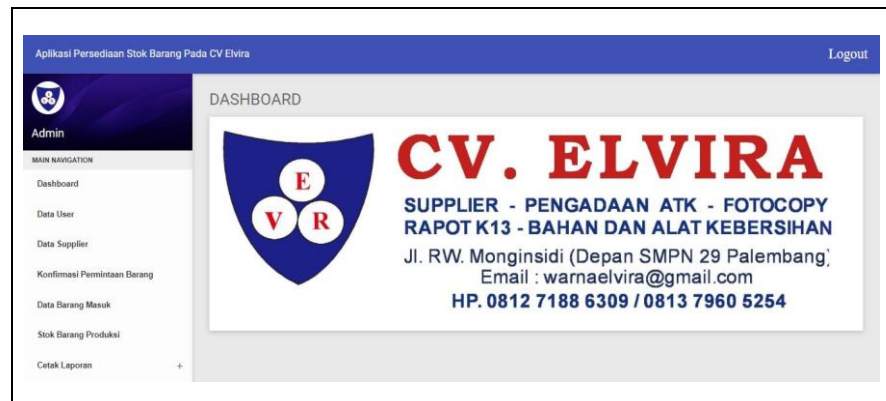 Aplikasi Persediaan Stok Barang Pada CV Elvira
Logout
Admin
MAIN NAVIGATION
Dashboard
Data User
Data Supplier
Konfirmasi Permintaan Barang
Data Barang Masuk
Stok Barang Produksi
Cetak Laporan +
DASHBOARD
E
V R
CV. ELVIRA
SUPPLIER - PENGADAAN ATK - FOTOCOPY
RAPOT K13 - BAHAN DAN ALAT KEBERSIHAN
Jl. RW. Monginsidi (Depan SMPN 29 Palembang)
Email : warnaelvira@gmail.com
HP. 0812 7188 6309 / 0813 7960 5254